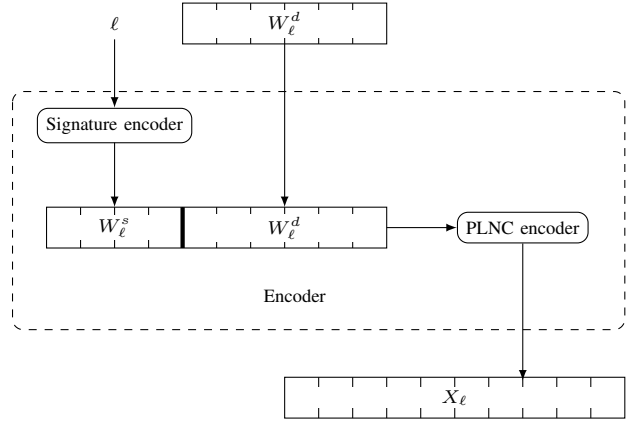 ℓ
W_ℓ^d
Signature encoder
W_ℓ^s
W_ℓ^d
PLNC encoder
Encoder
X_ℓ